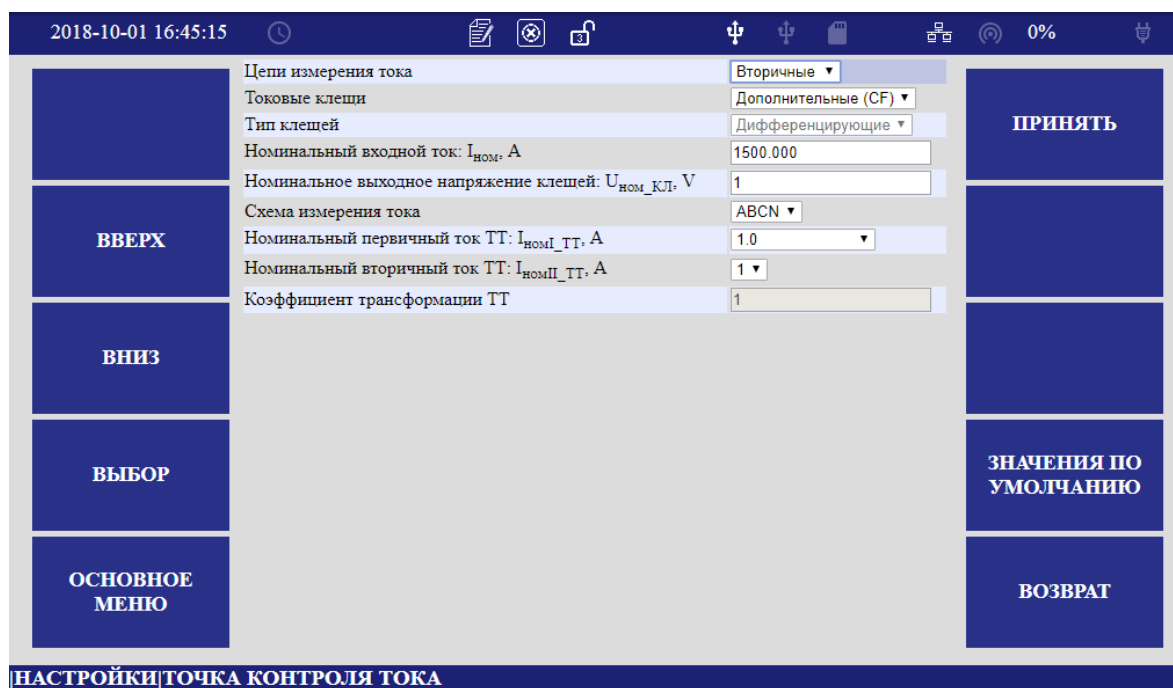 2018-10-01 16:45:15 3 0%
Цепи измерения тока Вторичные
Токовые клещи Дополнительные (CF)
Тип клещей Дифференцирующие
Номинальный входной ток: Iном, А 1500.000
Номинальное выходное напряжение клещей: Uном_КЛ, V 1
Схема измерения тока ABCN
Номинальный первичный ток ТТ: IномI_ТТ, А 1.0
Номинальный вторичный ток ТТ: IномII_ТТ, А 1
Коэффициент трансформации ТТ 1
ВВЕРХ
ВНИЗ
ВЫБОР
ОСНОВНОЕ
МЕНЮ
ПРИНЯТЬ
ЗНАЧЕНИЯ ПО
УМОЛЧАНИЮ
ВОЗВРАТ
|НАСТРОЙКИ|ТОЧКА КОНТРОЛЯ ТОКА